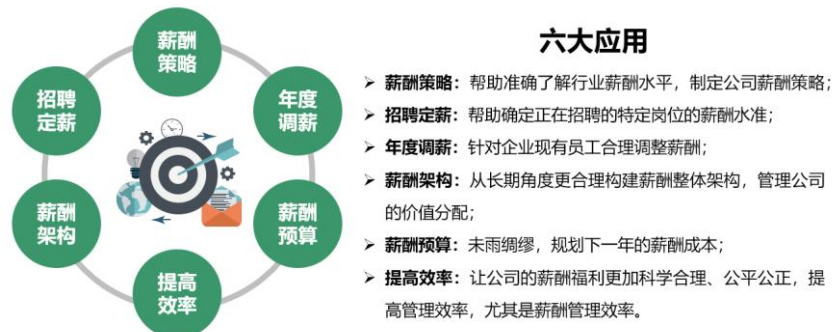 薪酬
策略
招聘
定薪
年度
调薪
薪酬
架构
薪酬
预算
提高
效率
六大应用
➢ 薪酬策略：帮助准确了解行业薪酬水平，制定公司薪酬策略；
➢ 招聘定薪：帮助确定正在招聘的特定岗位的薪酬水准；
➢ 年度调薪：针对企业现有员工合理调整薪酬；
➢ 薪酬架构：从长期角度更合理构建薪酬整体架构，管理公司
的价值分配；
➢ 薪酬预算：未雨绸缪，规划下一年的薪酬成本；
➢ 提高效率：让公司的薪酬福利更加科学合理、公平公正，提
高管理效率，尤其是薪酬管理效率。